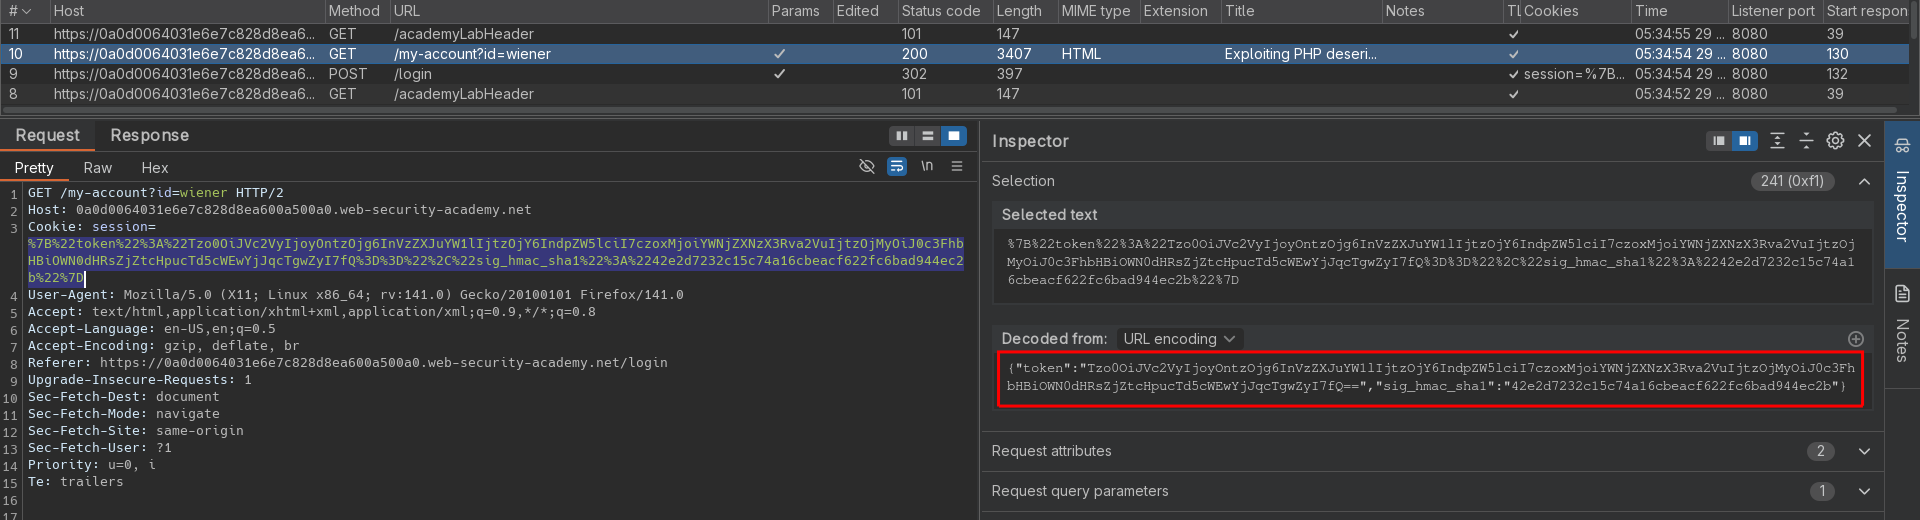 # Host Method URL Params Edited Status code Length MIME type Extension Title Notes Cookies Time Listener port Start respon
11 https://0a0d0064031e6e7c828d8ea6... GET /academyLabHeader 101 147 ✓ 05:34:55 29 ... 8080 39
10 https://0a0d0064031e6e7c828d8ea6... GET /my-account?id=wiener ✓ 200 3407 HTML Exploiting PHP deseri... ✓ 05:34:54 29 ... 8080 130
9 https://0a0d0064031e6e7c828d8ea6... POST /login ✓ 302 397 ✓ session=%7B... 05:34:54 29 ... 8080 132
8 https://0a0d0064031e6e7c828d8ea6... GET /academyLabHeader 101 147 ✓ 05:34:52 29 ... 8080 39
Request Response
Pretty Raw Hex \n
1 GET /my-account?id=wiener HTTP/2
2 Host: 0a0d0064031e6e7c828d8ea600a500a0.web-security-academy.net
3 Cookie: session=
%7B%22token%22%3A%22Tzo0OiJVc2VyIjoyOntzOjg6InVzZXJuYW1lIjtzOjY6IndpZW5lciI7czoxMjoiYWNjZXNzX3Rva2VuIjtzOjMyOiJ0c3Fhb
HBiOWN0dHRsZjZtcHpucTd5cWEwYjJqcTgwZyI7fQ%3D%3D%22%2C%22sig_hmac_sha1%22%3A%2242e2d7232c15c74a16cbeacf622fc6bad944ec2
b%22%7D
4 User-Agent: Mozilla/5.0 (X11; Linux x86_64; rv:141.0) Gecko/20100101 Firefox/141.0
5 Accept: text/html,application/xhtml+xml,application/xml;q=0.9,*/*;q=0.8
6 Accept-Language: en-US,en;q=0.5
7 Accept-Encoding: gzip, deflate, br
8 Referer: https://0a0d0064031e6e7c828d8ea600a500a0.web-security-academy.net/login
9 Upgrade-Insecure-Requests: 1
10 Sec-Fetch-Dest: document
11 Sec-Fetch-Mode: navigate
12 Sec-Fetch-Site: same-origin
13 Sec-Fetch-User: ?1
14 Priority: u=0, i
15 Te: trailers
16
17
Inspector
Selection 241 (0xf1)
Selected text
%7B%22token%22%3A%22Tzo0OiJVc2VyIjoyOntzOjg6InVzZXJuYW1lIjtzOjY6IndpZW5lciI7czoxMjoiYWNjZXNzX3Rva2VuIjtzOj
MyOiJ0c3FhbHBiOWN0dHRsZjZtcHpucTd5cWEwYjJqcTgwZyI7fQ%3D%3D%22%2C%22sig_hmac_sha1%22%3A%2242e2d7232c15c74a1
6cbeacf622fc6bad944ec2b%22%7D
Decoded from: URL encoding
{"token":"Tzo0OiJVc2VyIjoyOntzOjg6InVzZXJuYW1lIjtzOjY6IndpZW5lciI7czoxMjoiYWNjZXNzX3Rva2VuIjtzOjMyOiJ0c3Fh
bHBiOWN0dHRsZjZtcHpucTd5cWEwYjJqcTgwZyI7fQ==","sig_hmac_sha1":"42e2d7232c15c74a16cbeacf622fc6bad944ec2b"}
Request attributes 2
Request query parameters 1
Inspector
Notes